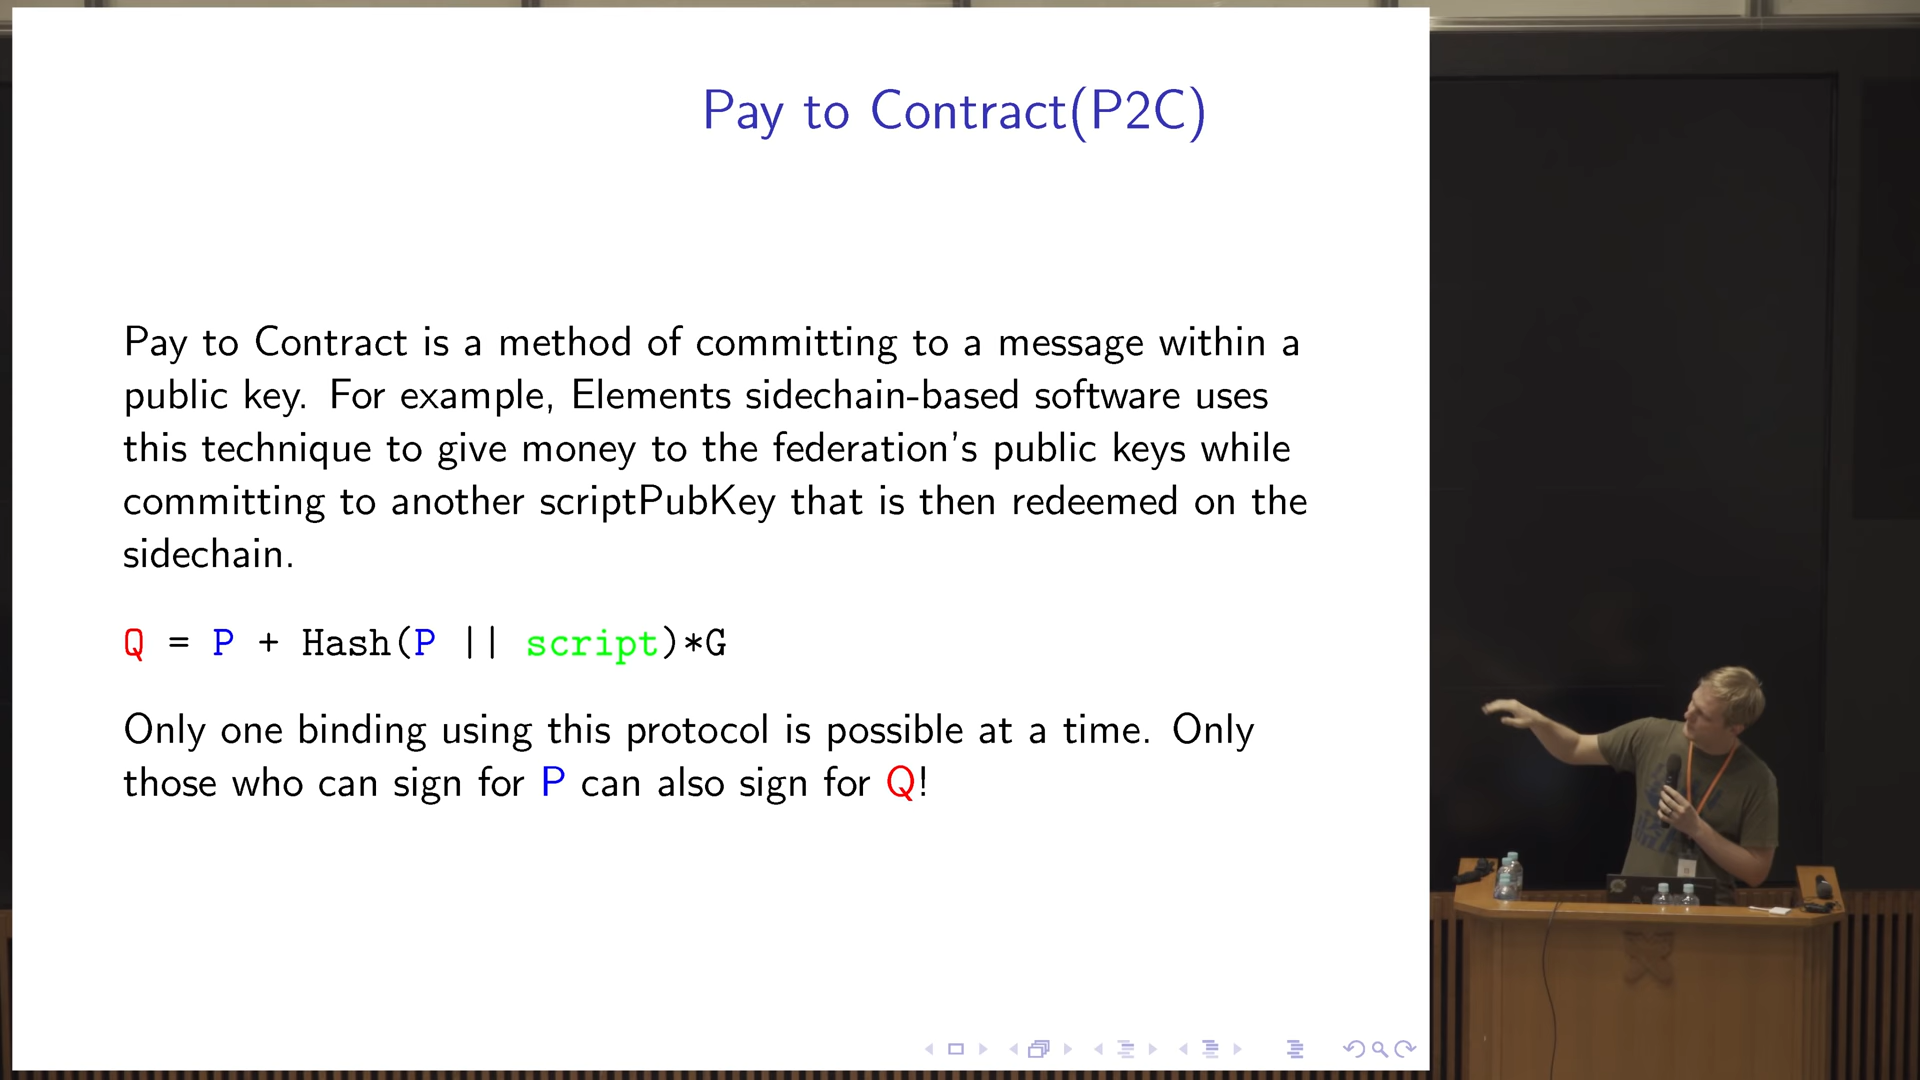 Pay to Contract(P2C)
Pay to Contract is a method of committing to a message within a
public key. For example, Elements sidechain-based software uses
this technique to give money to the federation's public keys while
committing to another scriptPubKey that is then redeemed on the
sidechain.
Q = P + Hash(P || script)*G
Only one binding using this protocol is possible at a time. Only
those who can sign for P can also sign for Q!